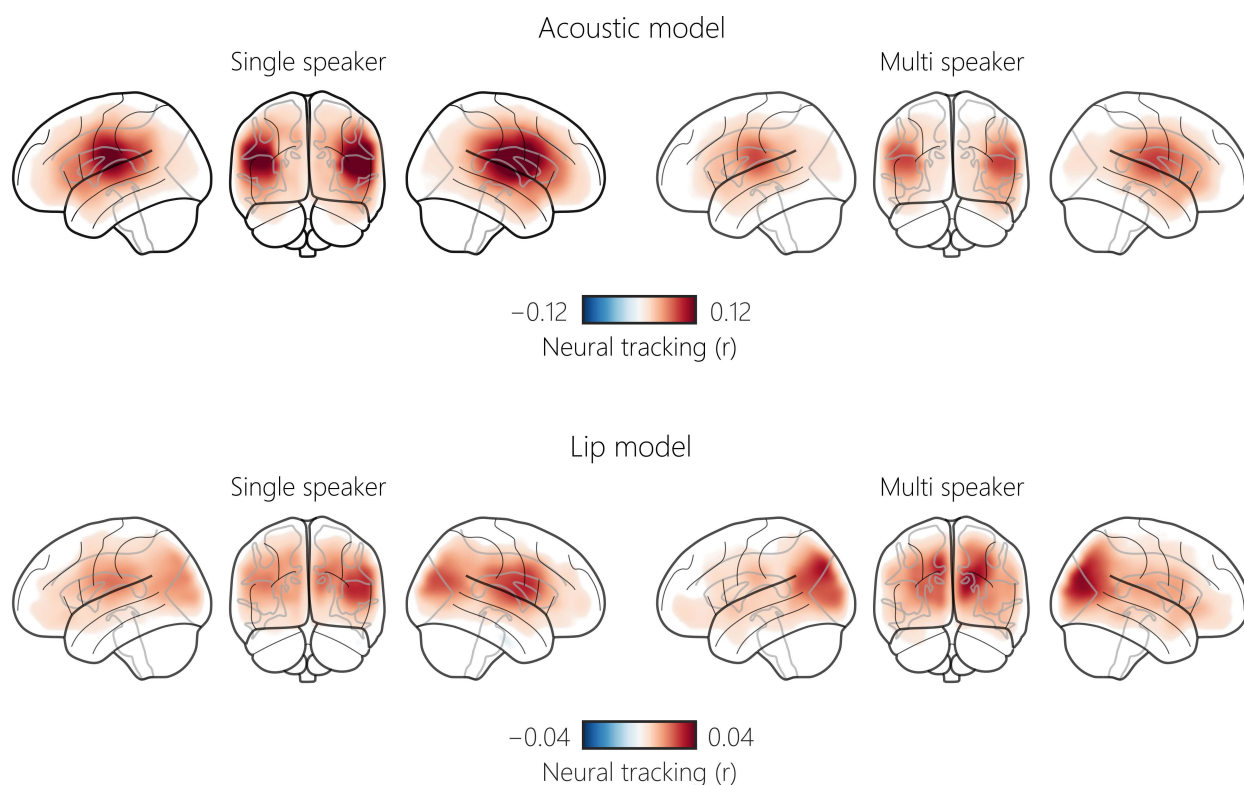 Acoustic model
Single speaker
Multi speaker
−0.12 0.12
Neural tracking (r)
Lip model
Single speaker
Multi speaker
−0.04 0.04
Neural tracking (r)